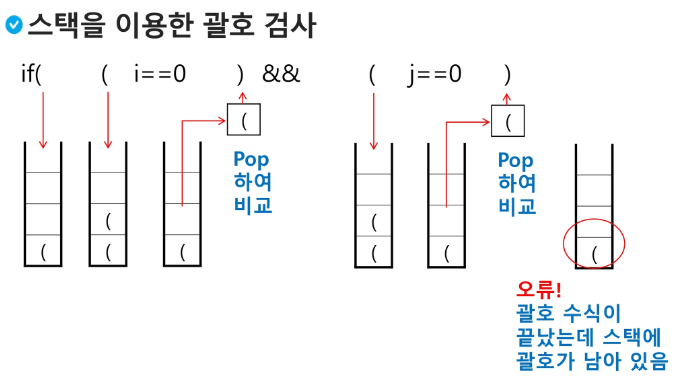 스택을 이용한 괄호 검사
if( ( i==0 ) && ( j==0 )
( (
Pop
하여
비교
Pop
하여
비교
( (
( ( ( ( ( (
오류!
괄호 수식이
끝났는데 스택에
괄호가 남아 있음